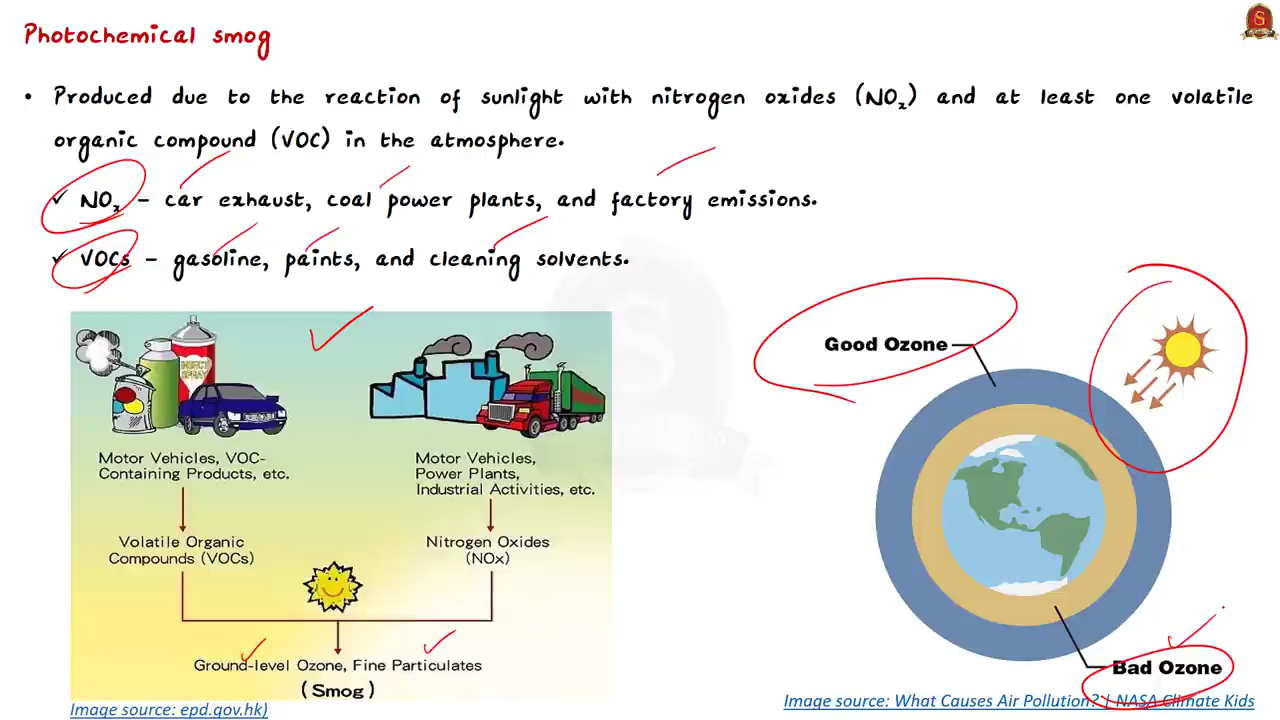 Photochemical smog
• Produced due to the reaction of sunlight with nitrogen oxides (NOx) and at least one volatile
organic compound (VOC) in the atmosphere.
✓ NOx – car exhaust, coal power plants, and factory emissions.
✓ VOCs – gasoline, paints, and cleaning solvents.
INSECT
SPRAY
Motor Vehicles, VOC-
Containing Products, etc.
Motor Vehicles,
Power Plants,
Industrial Activities, etc.
Volatile Organic
Compounds (VOCs)
Nitrogen Oxides
(NOx)
Ground-level Ozone, Fine Particulates
(Smog)
Image source: epd.gov.hk)
Good Ozone
Bad Ozone
Image source: What Causes Air Pollution? | NASA Climate Kids